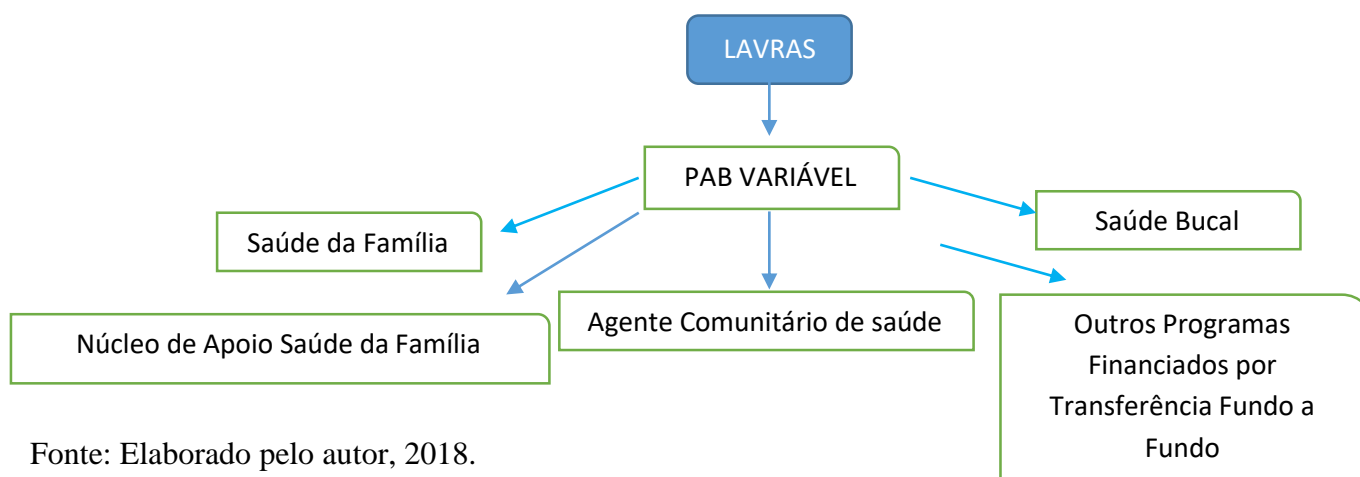 LAVRAS
PAB VARIÁVEL
Saúde da Família
Saúde Bucal
Núcleo de Apoio Saúde da Família
Agente Comunitário de saúde
Outros Programas
Financiados por
Transferência Fundo a
Fundo
Fonte: Elaborado pelo autor, 2018.